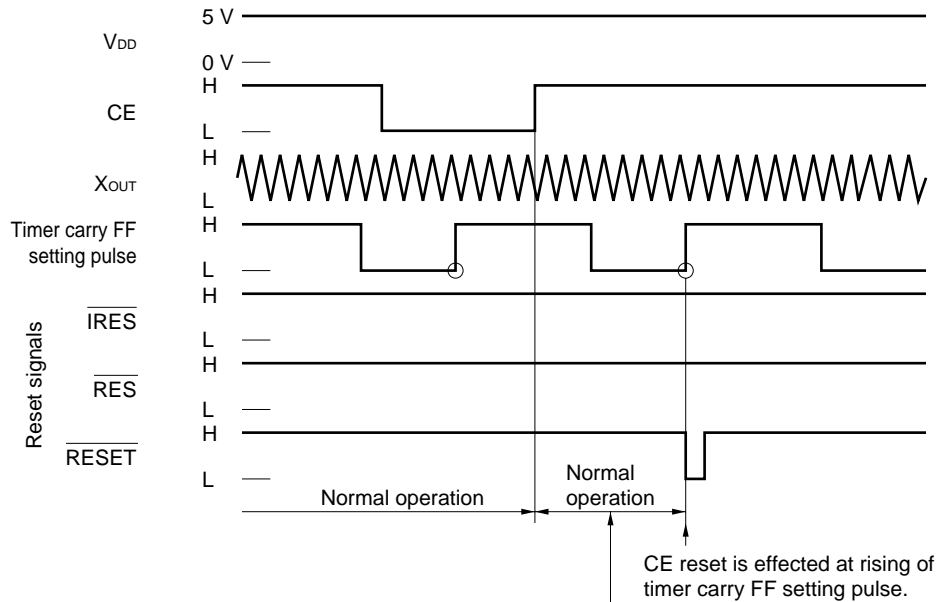 5 V
VDD
0 V
H
CE
L
H
XOUT
L
Timer carry FF
setting pulse
H
L
Reset signals
H
IRES
L
H
RES
L
H
RESET
L
Normal operation
Normal
operation
CE reset is effected at rising of
timer carry FF setting pulse.